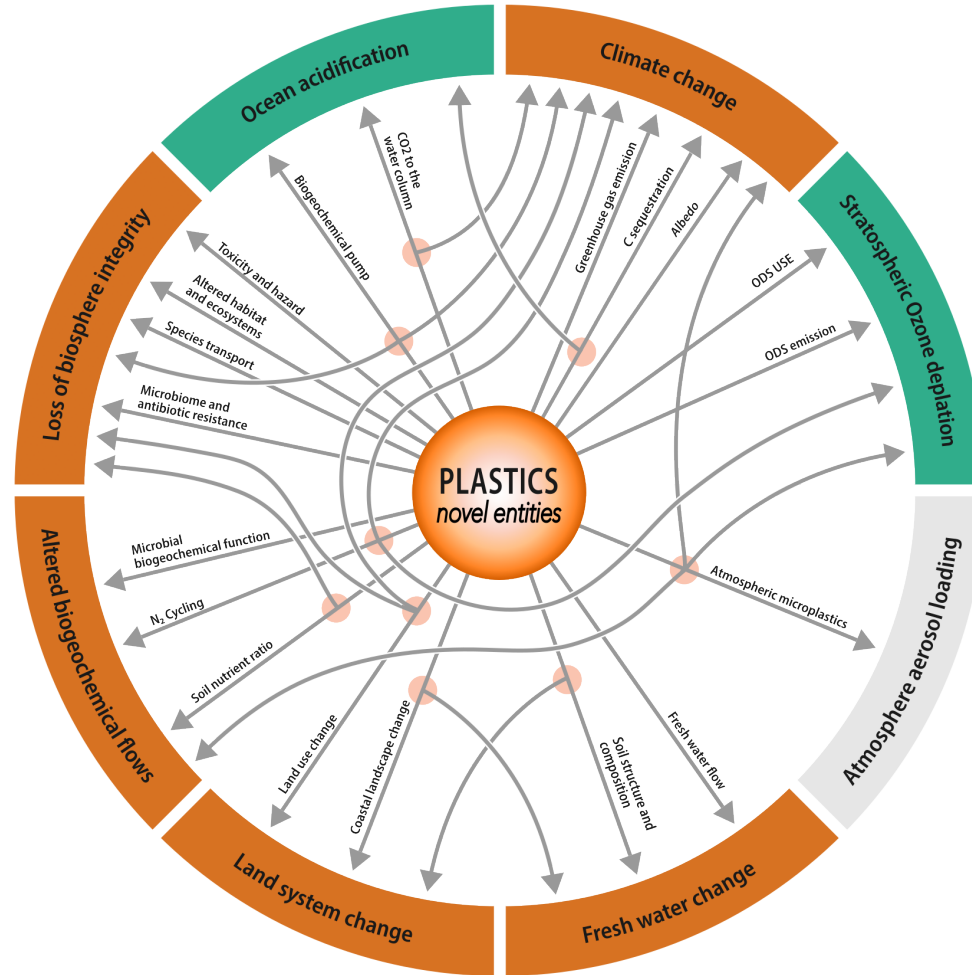 Ocean acidification
Climate change
Stratospheric Ozone deplation
Atmosphere aerosol loading
Fresh water change
Land system change
Altered biogeochemical flows
Loss of biosphere integrity
CO2 to the
water column
Biogeochemical pump
Toxicity and hazard
Altered habitat
and ecosystems
Species transport
Microbiome and
antibiotic resistance
Greenhouse gas emission
C sequestration
Albedo
ODS USE
ODS emission
PLASTICS
novel entities
Atmospheric microplastics
Microbial
biogeochemical function
N₂ Cycling
Soil nutrient ratio
Land use change
Coastal landscape change
Soil structure and
composition
Fresh water flow